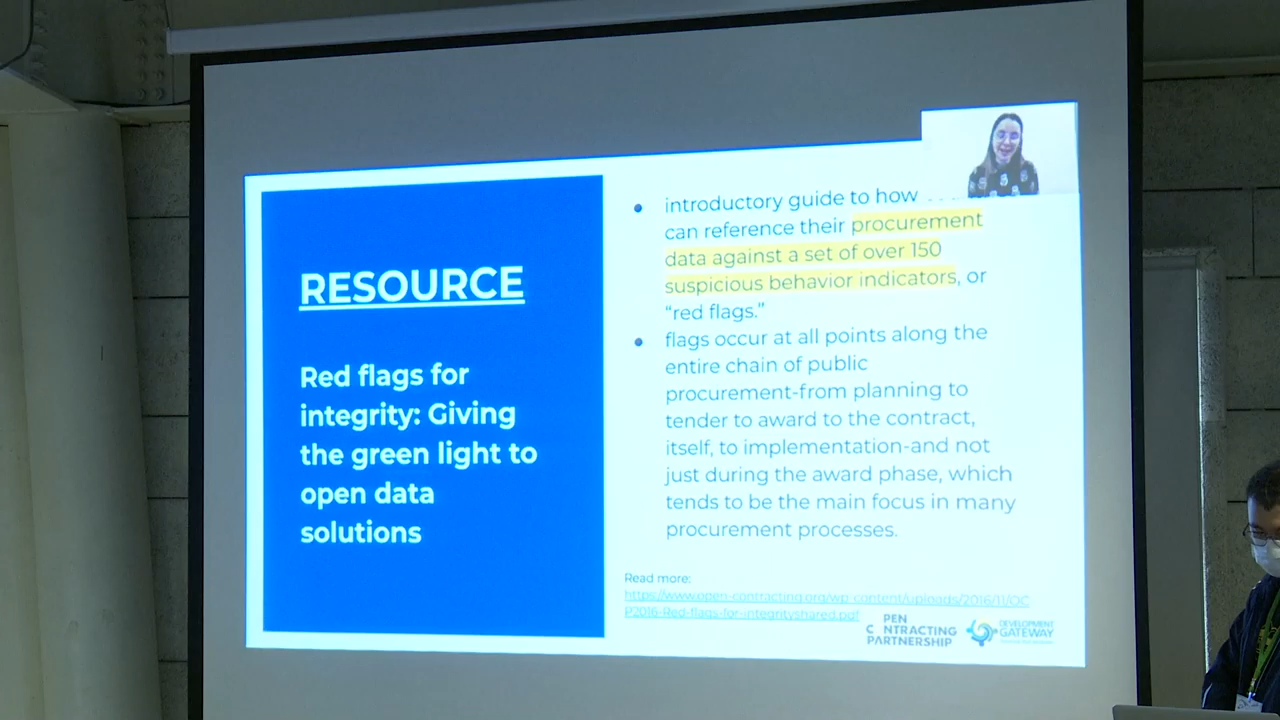 RESOURCE
Red flags for
integrity: Giving
the green light to
open data
solutions
introductory guide to how
can reference their procurement
data against a set of over 150
suspicious behavior indicators, or
“red flags.”
flags occur at all points along the
entire chain of public
procurement-from planning to
tender to award to the contract,
itself, to implementation-and not
just during the award phase, which
tends to be the main focus in many
procurement processes.
Read more:
https://www.open-contracting.org/wp-content/uploads/2016/11/OC
P2016-Red-flags-for-integrityshared.pdf
PEN
C NTRACTING
PARTNERSHIP
DEVELOPMENT
GATEWAY